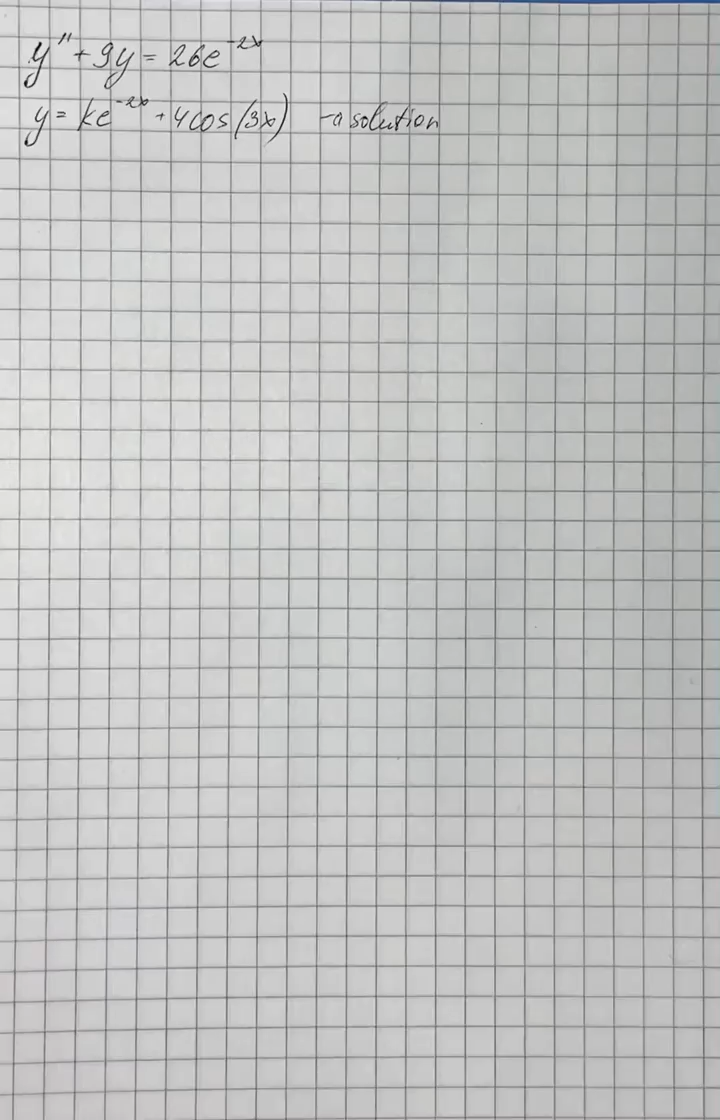 y'' + 9y = 26e^{-2x}
y = ke^{-2x} + 4cos(3x) - a solution